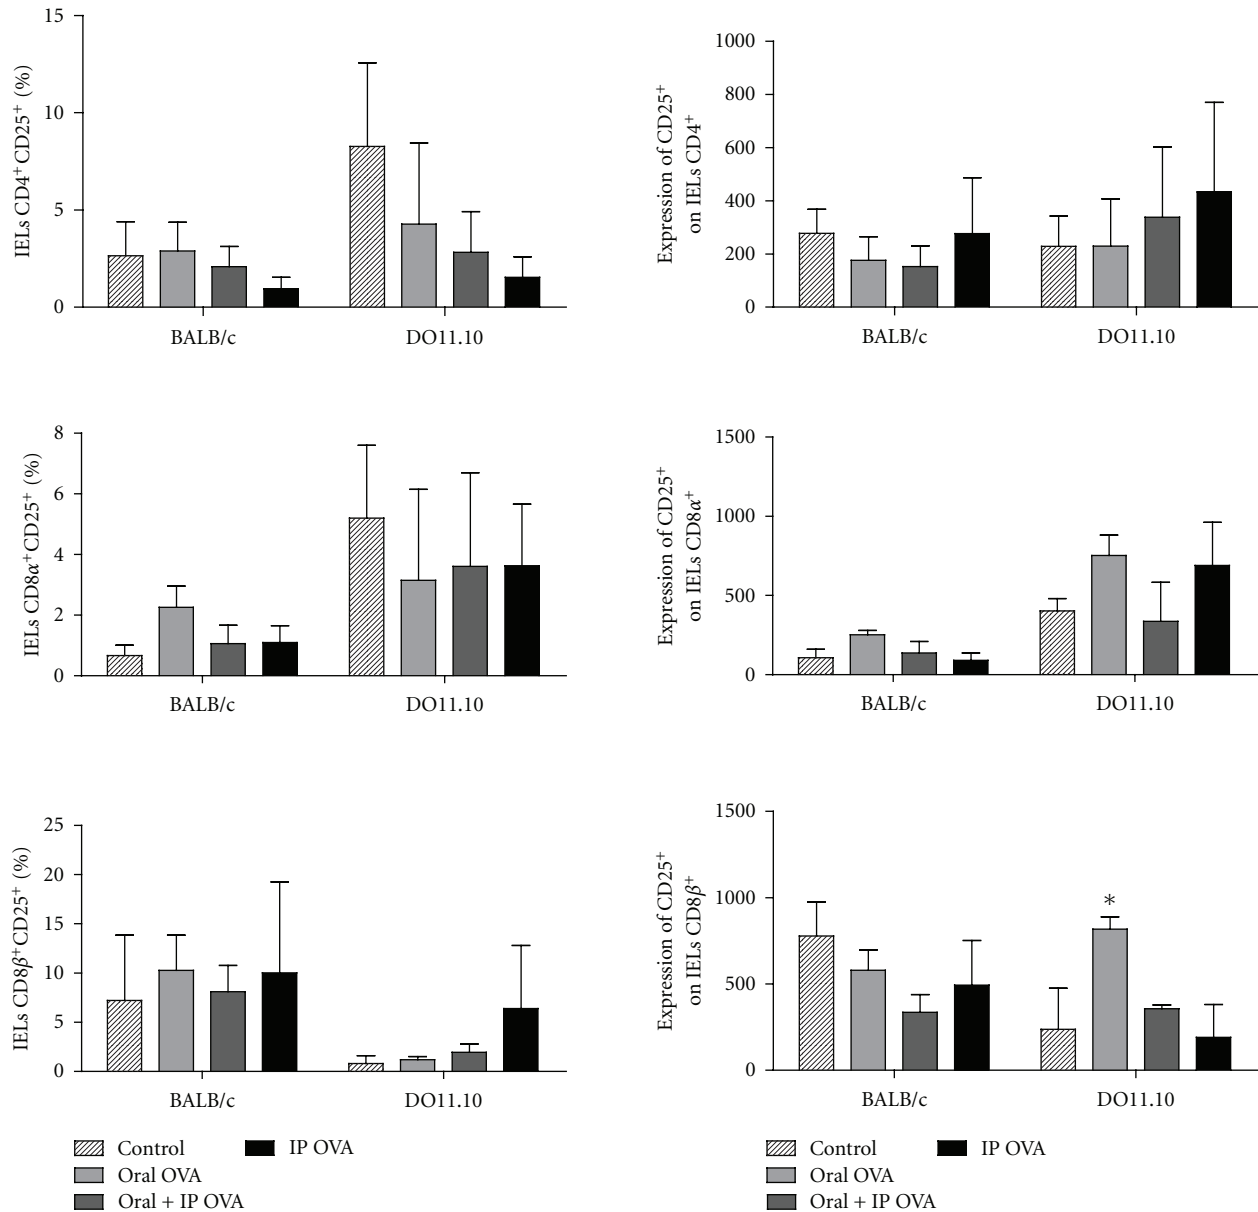 IELs CD4⁺ CD25⁺ (%)
15
10
5
0
BALB/c DO11.10
Expression of CD25⁺
on IELs CD4⁺
1000
800
600
400
200
0
BALB/c DO11.10
IELs CD8α⁺CD25⁺ (%)
8
6
4
2
0
BALB/c DO11.10
Expression of CD25⁺
on IELs CD8α⁺
1500
1000
500
0
BALB/c DO11.10
IELs CD8β⁺CD25⁺ (%)
25
20
15
10
5
0
BALB/c DO11.10
Expression of CD25⁺
on IELs CD8β⁺
1500
1000
500
0
*
BALB/c DO11.10
Control IP OVA
Oral OVA
Oral + IP OVA
Control IP OVA
Oral OVA
Oral + IP OVA